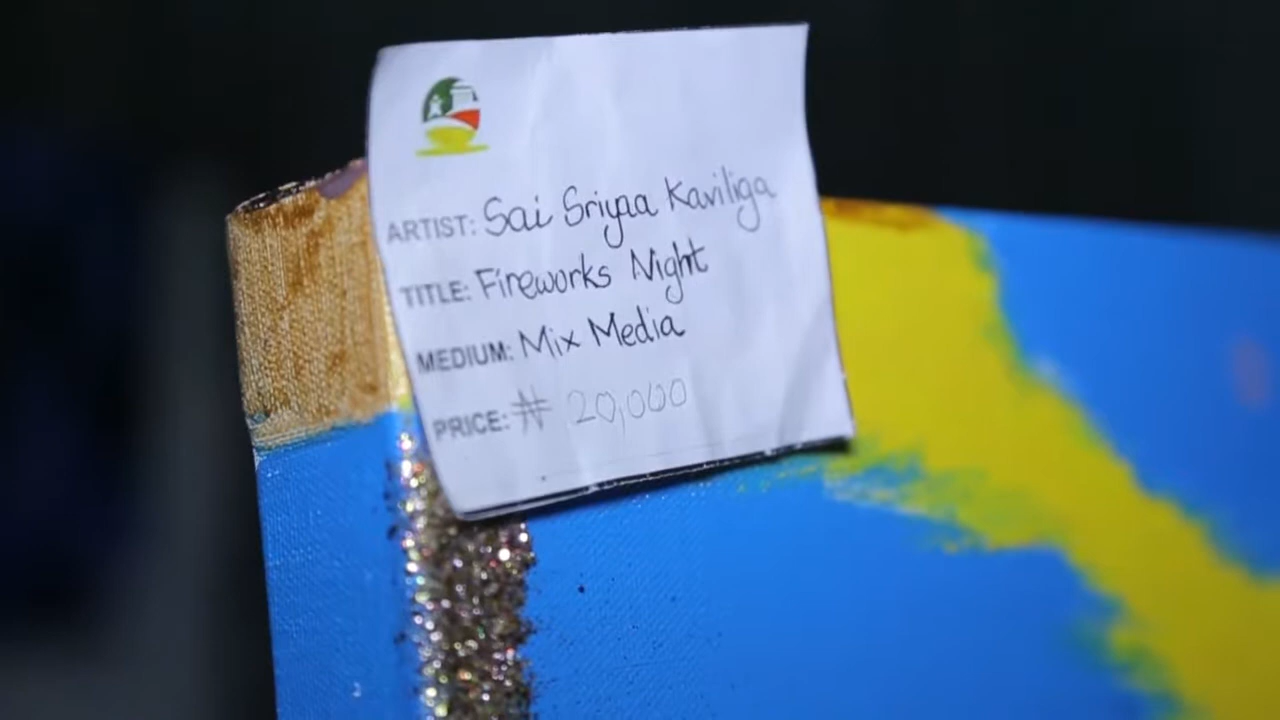 ARTIST: Sai Sriyaa Kaviliga
TITLE: Fireworks Night
MEDIUM: Mix Media
PRICE: ₦ 20,000